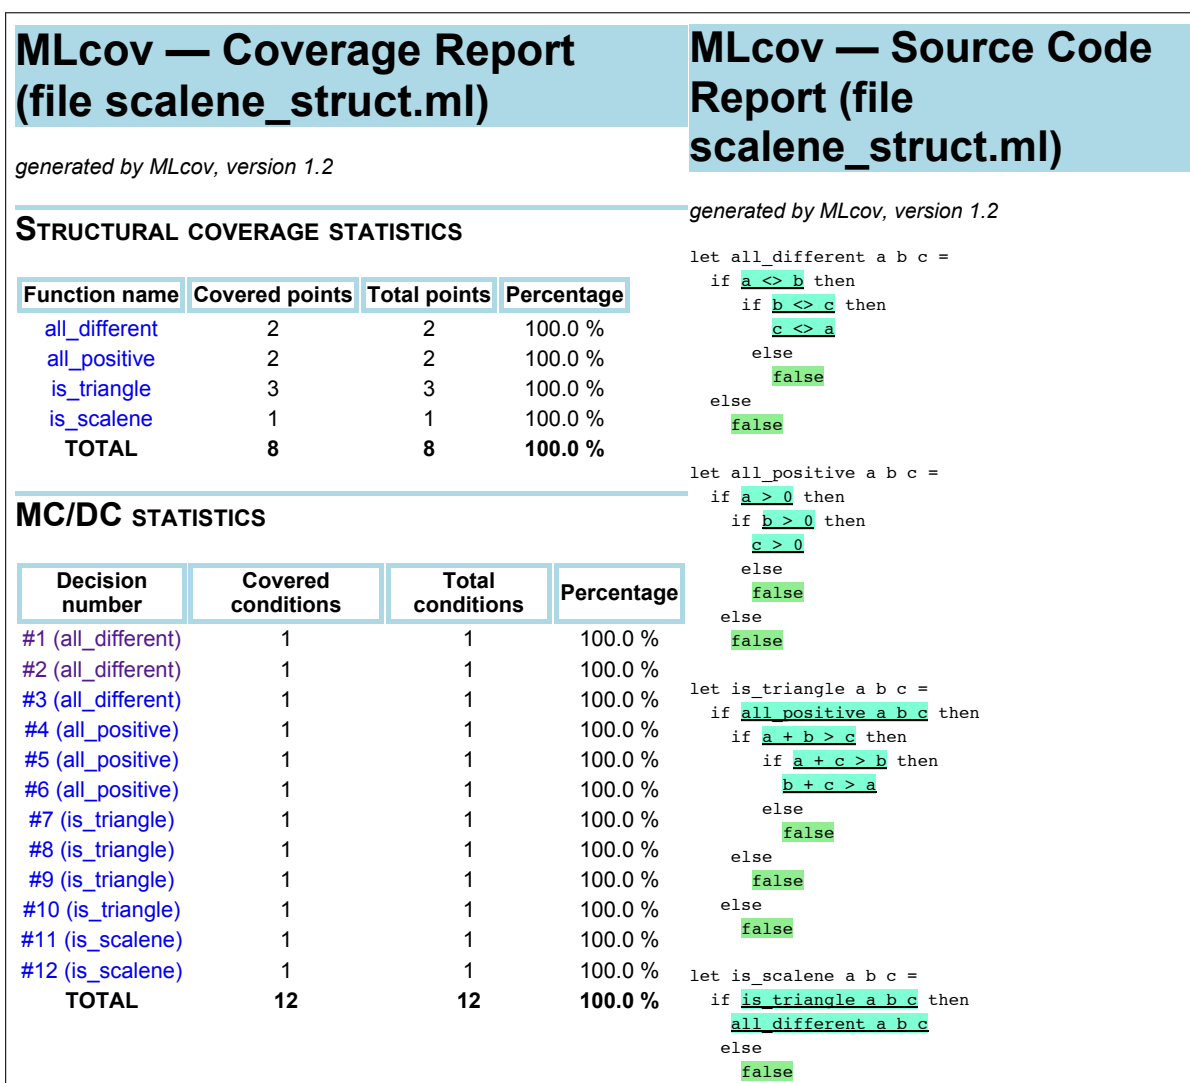 MLcov — Coverage Report
(file scalene_struct.ml)
generated by MLcov, version 1.2
STRUCTURAL COVERAGE STATISTICS
Function name Covered points Total points Percentage
all_different 2 2 100.0 %
all_positive 2 2 100.0 %
is_triangle 3 3 100.0 %
is_scalene 1 1 100.0 %
TOTAL 8 8 100.0 %
MC/DC STATISTICS
Decision number Covered conditions Total conditions Percentage
#1 (all_different) 1 1 100.0 %
#2 (all_different) 1 1 100.0 %
#3 (all_different) 1 1 100.0 %
#4 (all_positive) 1 1 100.0 %
#5 (all_positive) 1 1 100.0 %
#6 (all_positive) 1 1 100.0 %
#7 (is_triangle) 1 1 100.0 %
#8 (is_triangle) 1 1 100.0 %
#9 (is_triangle) 1 1 100.0 %
#10 (is_triangle) 1 1 100.0 %
#11 (is_scalene) 1 1 100.0 %
#12 (is_scalene) 1 1 100.0 %
TOTAL 12 12 100.0 %
MLcov — Source Code
Report (file
scalene_struct.ml)
generated by MLcov, version 1.2
let all_different a b c =
if a <> b then
if b <> c then
c <> a
else
false
else
false
let all_positive a b c =
if a > 0 then
if b > 0 then
c > 0
else
false
else
false
let is_triangle a b c =
if all_positive a b c then
if a + b > c then
if a + c > b then
b + c > a
else
false
else
false
else
false
let is_scalene a b c =
if is_triangle a b c then
all_different a b c
else
false